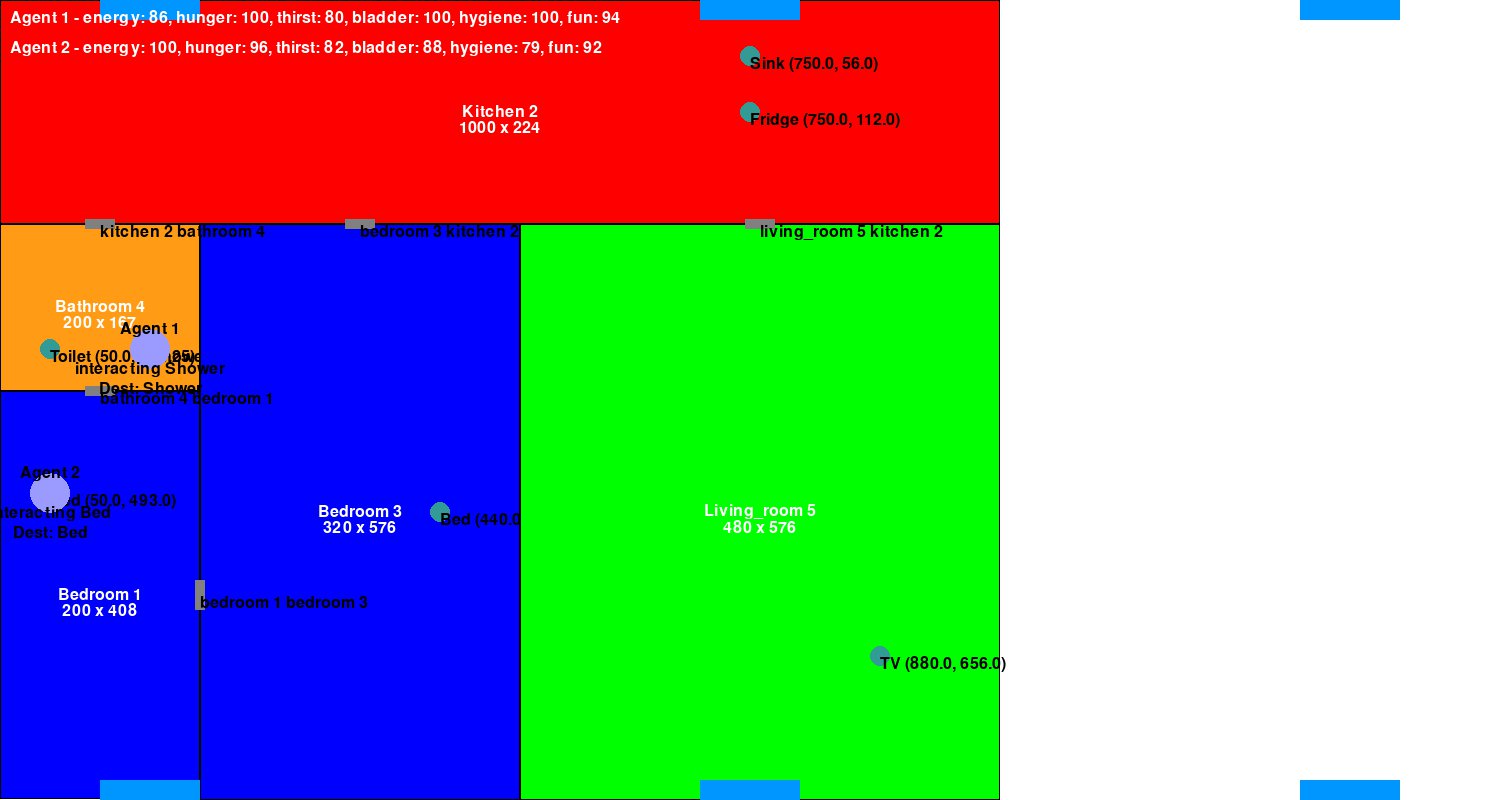 Agent 1 - energy: 86, hunger: 100, thirst: 80, bladder: 100, hygiene: 100, fun: 94
Agent 2 - energy: 100, hunger: 96, thirst: 82, bladder: 88, hygiene: 79, fun: 92
Sink (750.0, 56.0)
Kitchen 2
1000 x 224
Fridge (750.0, 112.0)
kitchen 2 bathroom 4
bedroom 3 kitchen 2
living_room 5 kitchen 2
Bathroom 4
200 x 167
Agent 1
Toilet (50.0,
interacting Shower
Dest: Shower
bathroom 4 bedroom 1
Agent 2
(50.0, 493.0)
interacting Bed
Dest: Bed
Bedroom 3
320 x 576
Bed (440.0
Living_room 5
480 x 576
Bedroom 1
200 x 408
bedroom 1 bedroom 3
TV (880.0, 656.0)